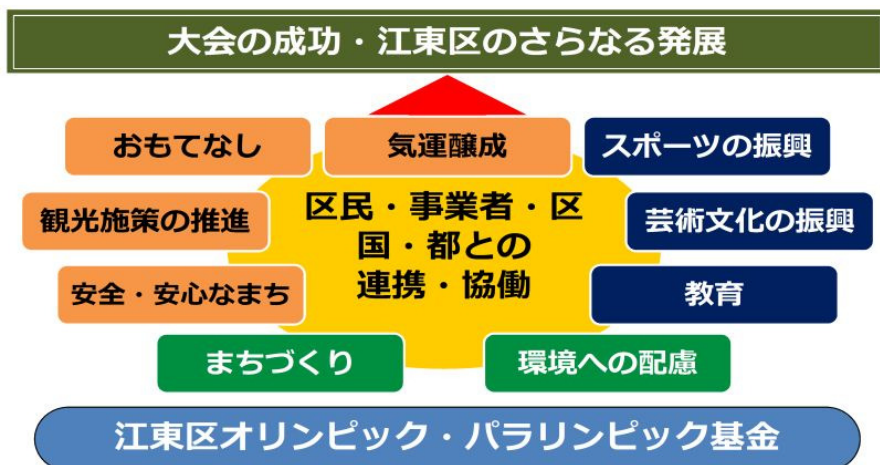 大会の成功・江東区のさらなる発展
おもてなし
気運醸成
スポーツの振興
観光施策の推進
区民・事業者・区
国・都との
連携・協働
芸術文化の振興
安全・安心なまち
教育
まちづくり
環境への配慮
江東区オリンピック・パラリンピック基金